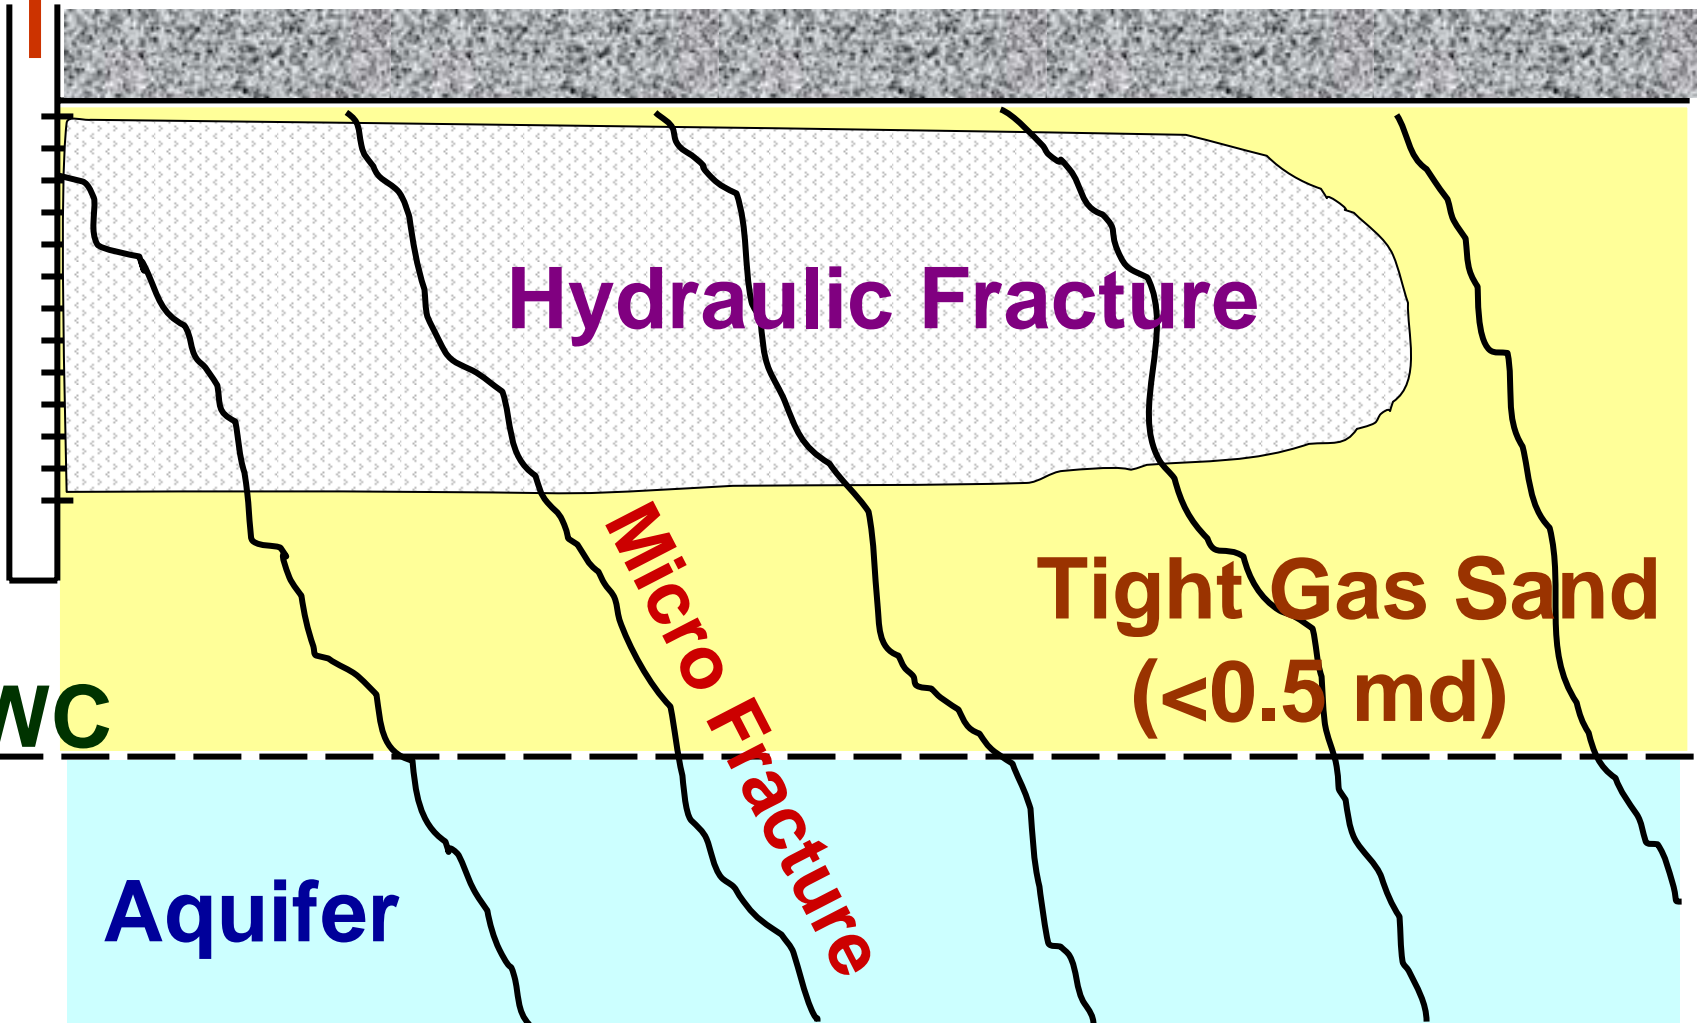 Hydraulic Fracture
Micro Fracture
Tight Gas Sand
(<0.5 md)
WC
Aquifer